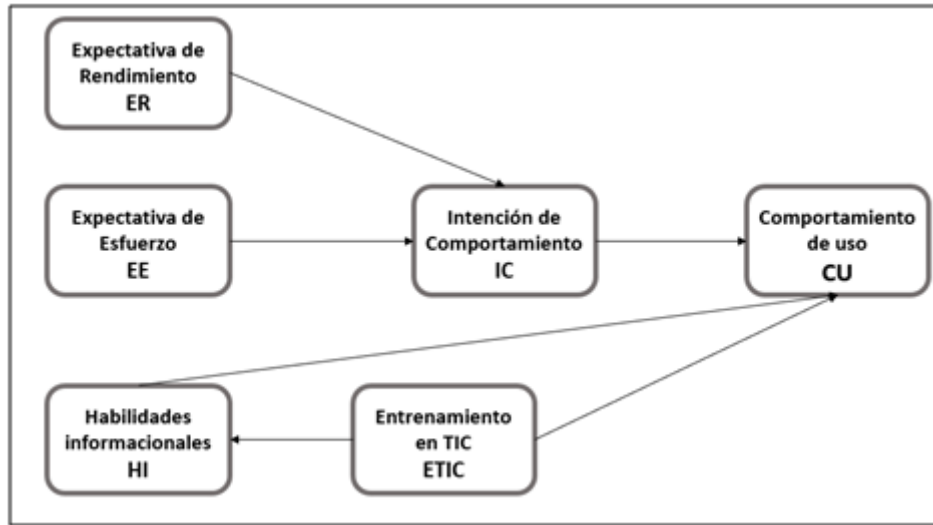 Expectativa de
Rendimiento
ER
Expectativa de
Esfuerzo
EE
Intención de
Comportamiento
IC
Comportamiento
de uso
CU
Habilidades
informacionales
HI
Entrenamiento
en TIC
ETIC